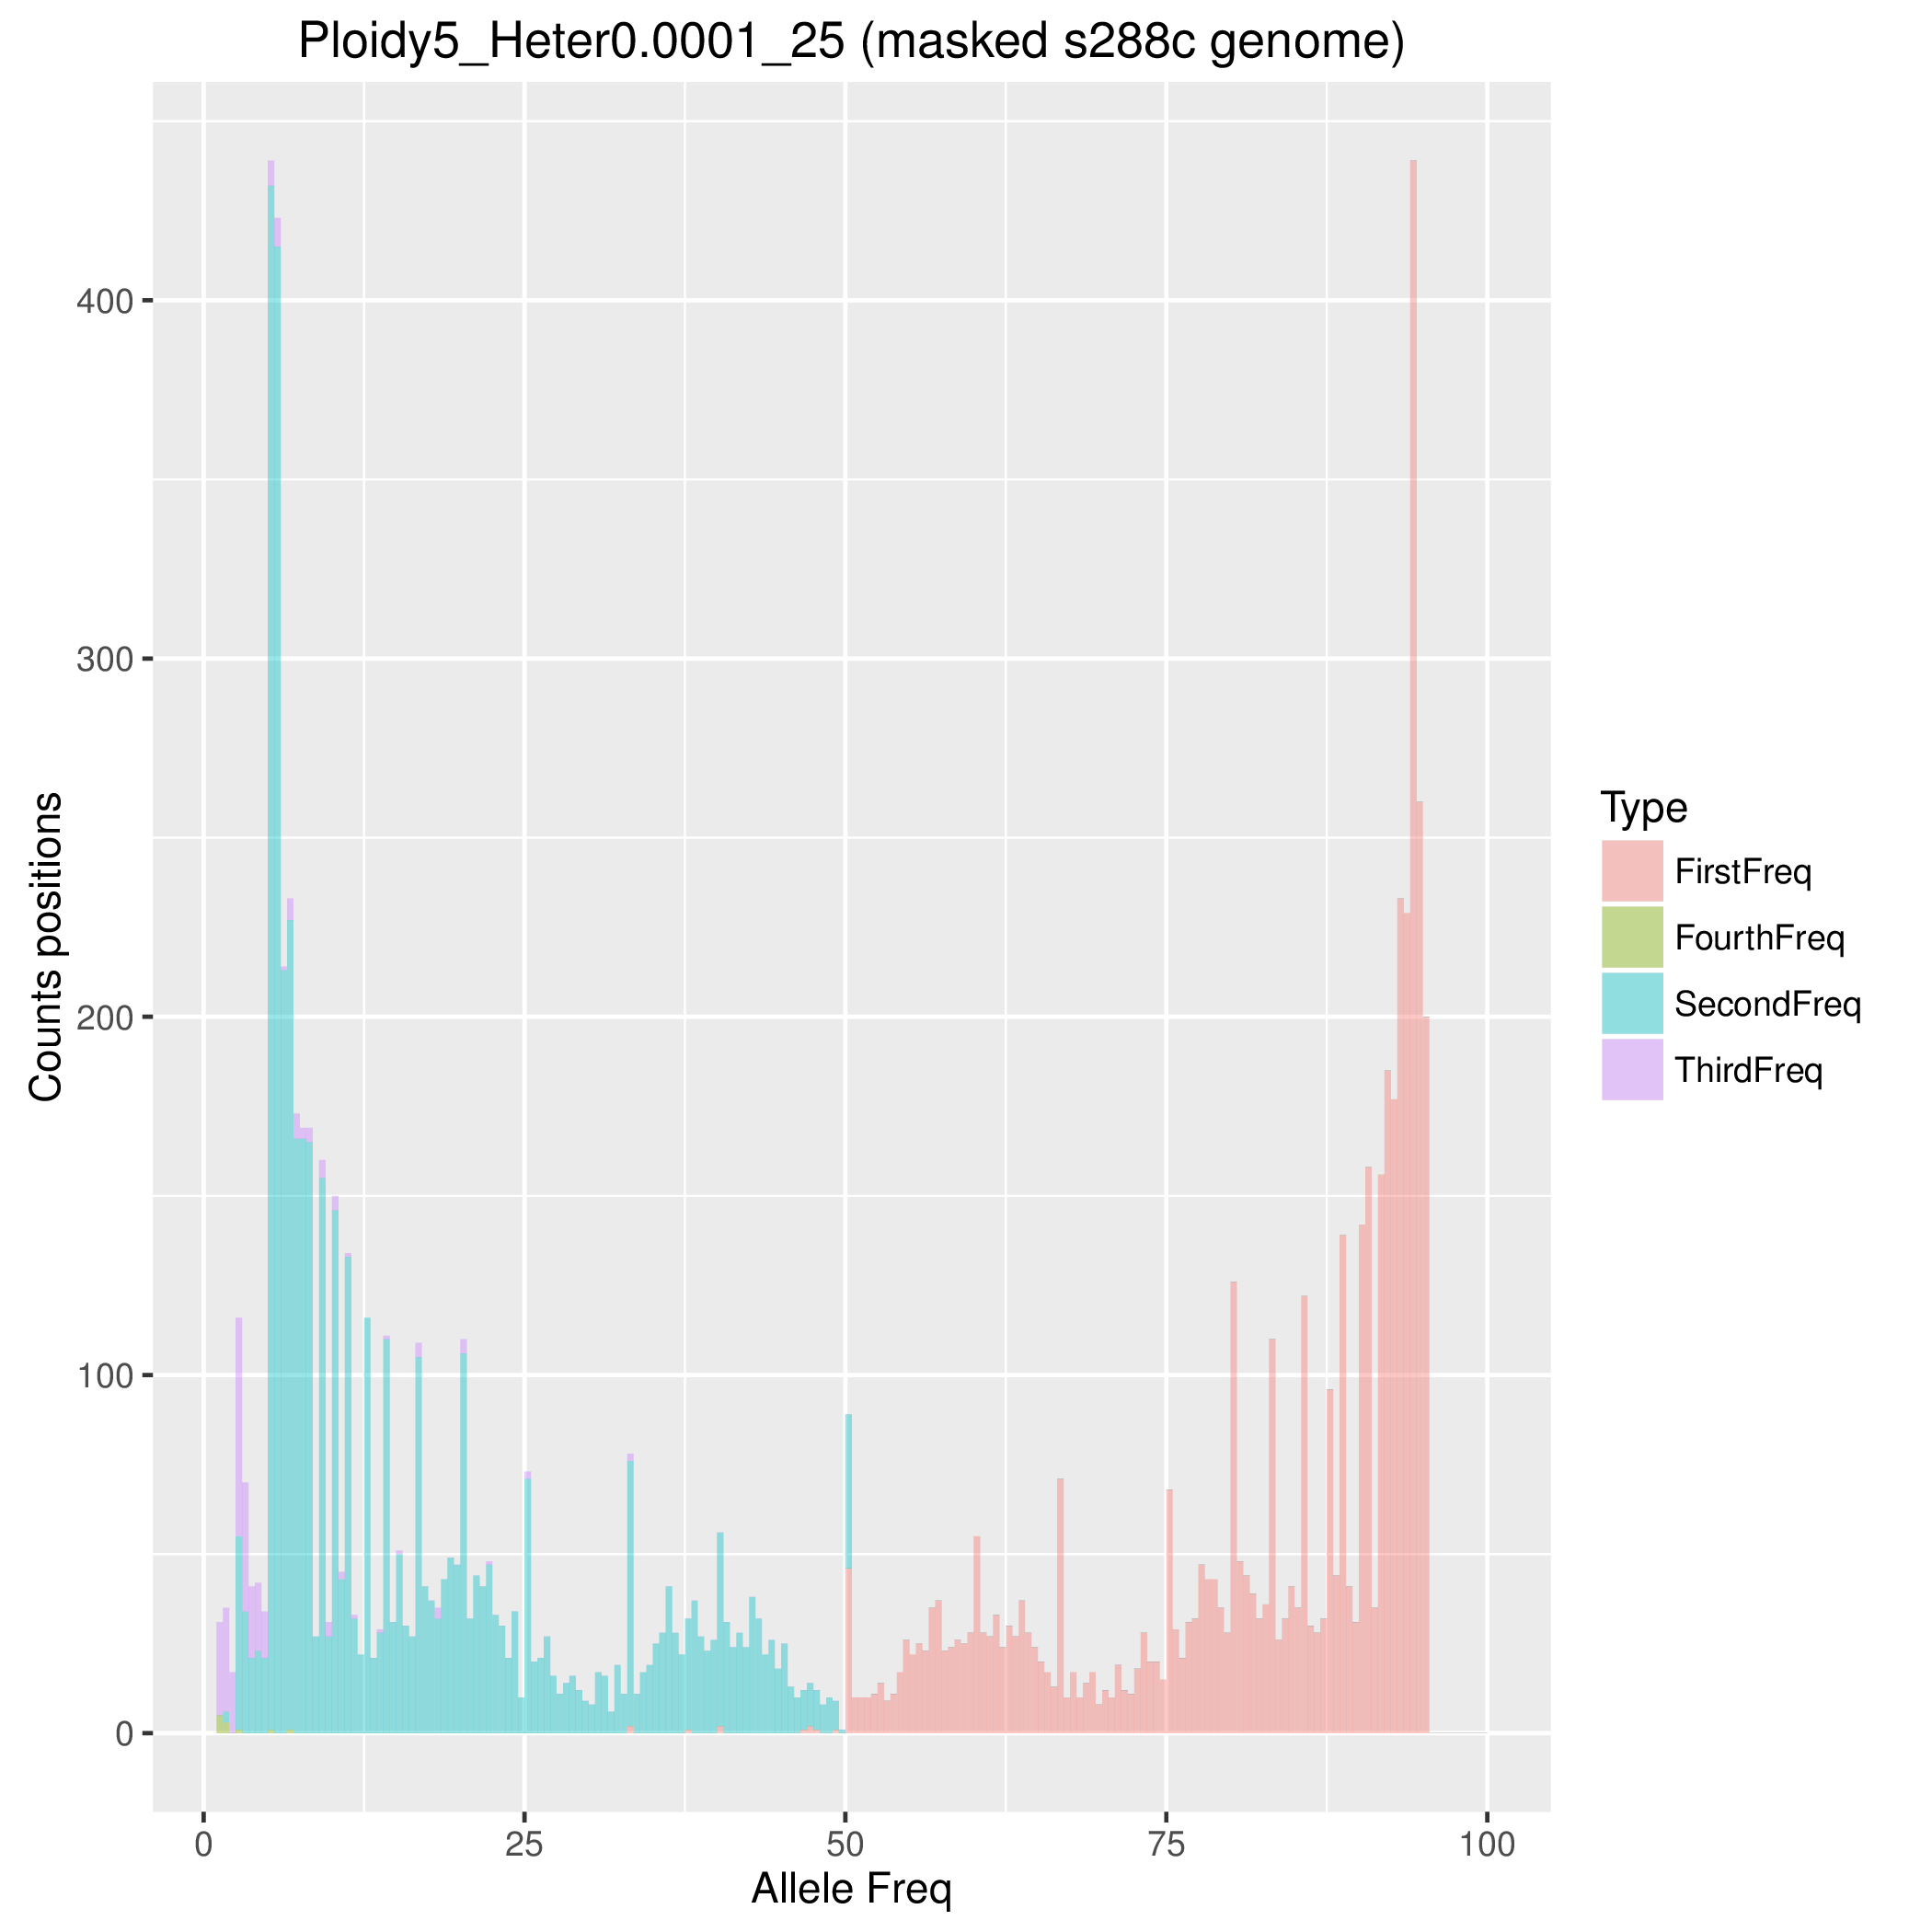 Ploidy5_Heter0.0001_25 (masked s288c genome)
Counts positions
400
300
200
100
0
0 25 50 75 100
Allele Freq
Type
FirstFreq
FourthFreq
SecondFreq
ThirdFreq